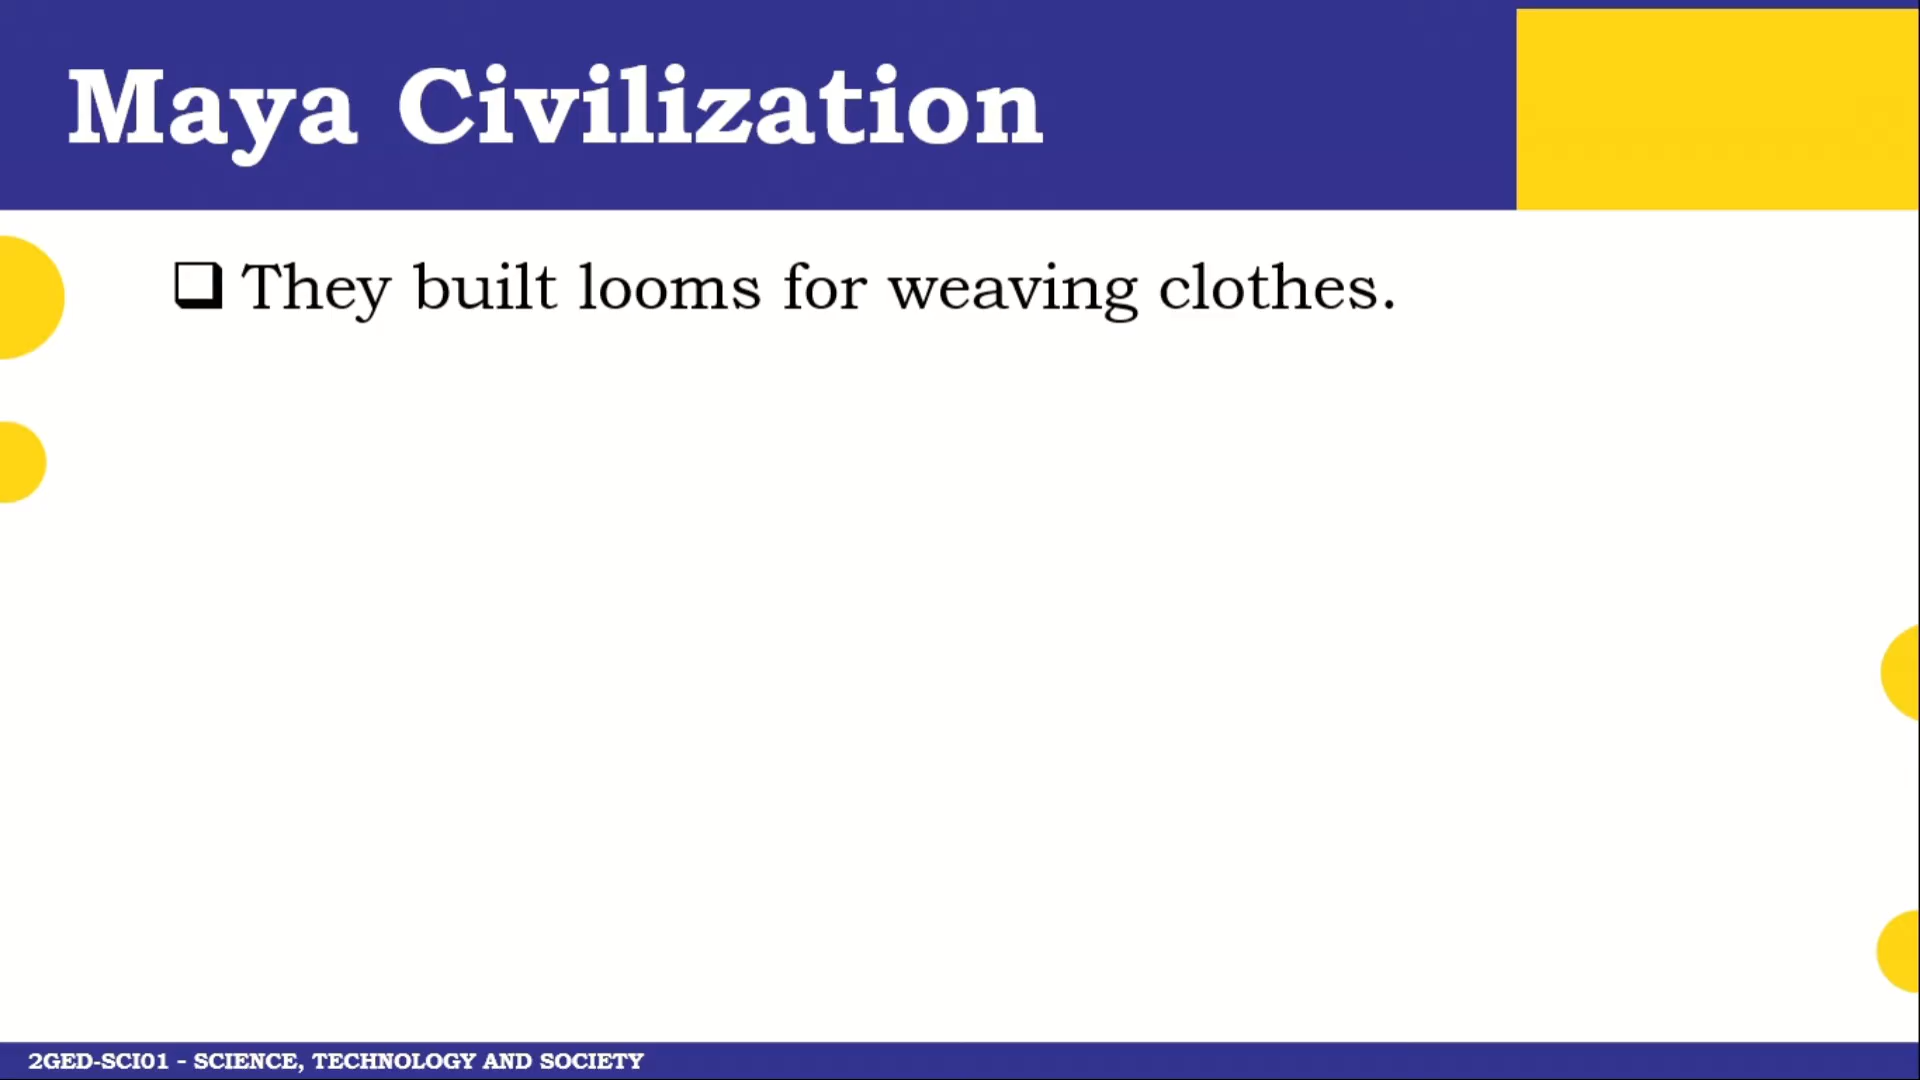 Maya Civilization
❑ They built looms for weaving clothes.
2GED-SCI01 - SCIENCE, TECHNOLOGY AND SOCIETY